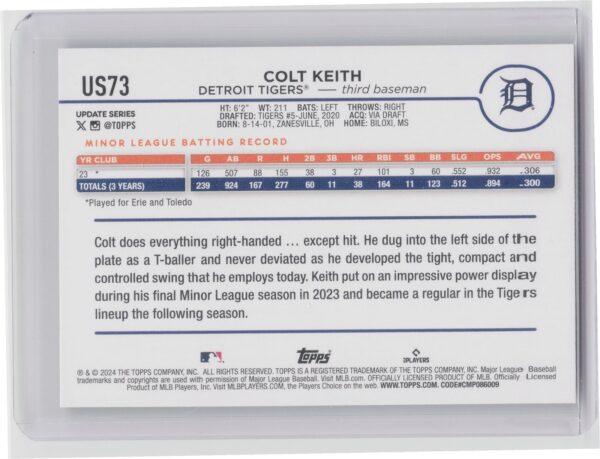 US73
COLT KEITH
DETROIT TIGERS® — third baseman
HT: 6'2" WT: 211 BATS: LEFT THROWS: RIGHT
DRAFTED: TIGERS #5-JUNE, 2020 ACQ: VIA DRAFT
BORN: 8-14-01, ZANESVILLE, OH HOME: BILOXI, MS
UPDATE SERIES
X @TOPPS
D
MINOR LEAGUE BATTING RECORD
YR CLUB G AB R H 2B 3B HR RBI SB BB SLG OPS AVG
23 * 126 507 88 155 38 3 27 101 3 60 .552 .932 .306
TOTALS (3 YEARS) 239 924 167 277 60 11 38 164 11 123 .512 .894 .300
*Played for Erie and Toledo
Colt does everything right-handed ... except hit. He dug into the left side of the
plate as a T-baller and never deviated as he developed the tight, compact and
controlled swing that he employs today. Keith put on an impressive power display
during his final Minor League season in 2023 and became a regular in the Tigers
lineup the following season.
Topps
PLAYERS
® & © 2024 THE TOPPS COMPANY, INC. ALL RIGHTS RESERVED. TOPPS IS A REGISTERED TRADEMARK OF THE TOPPS COMPANY, INC. Major League Baseball
trademarks and copyrights are used with permission of Major League Baseball. Visit MLB.com. OFFICIALLY LICENSED PRODUCT OF MLB. Officially Licensed
Product of MLB Players, Inc. Visit MLBPLAYERS.COM, the Players Choice on the web. WWW.TOPPS.COM. CODE#CMP086009